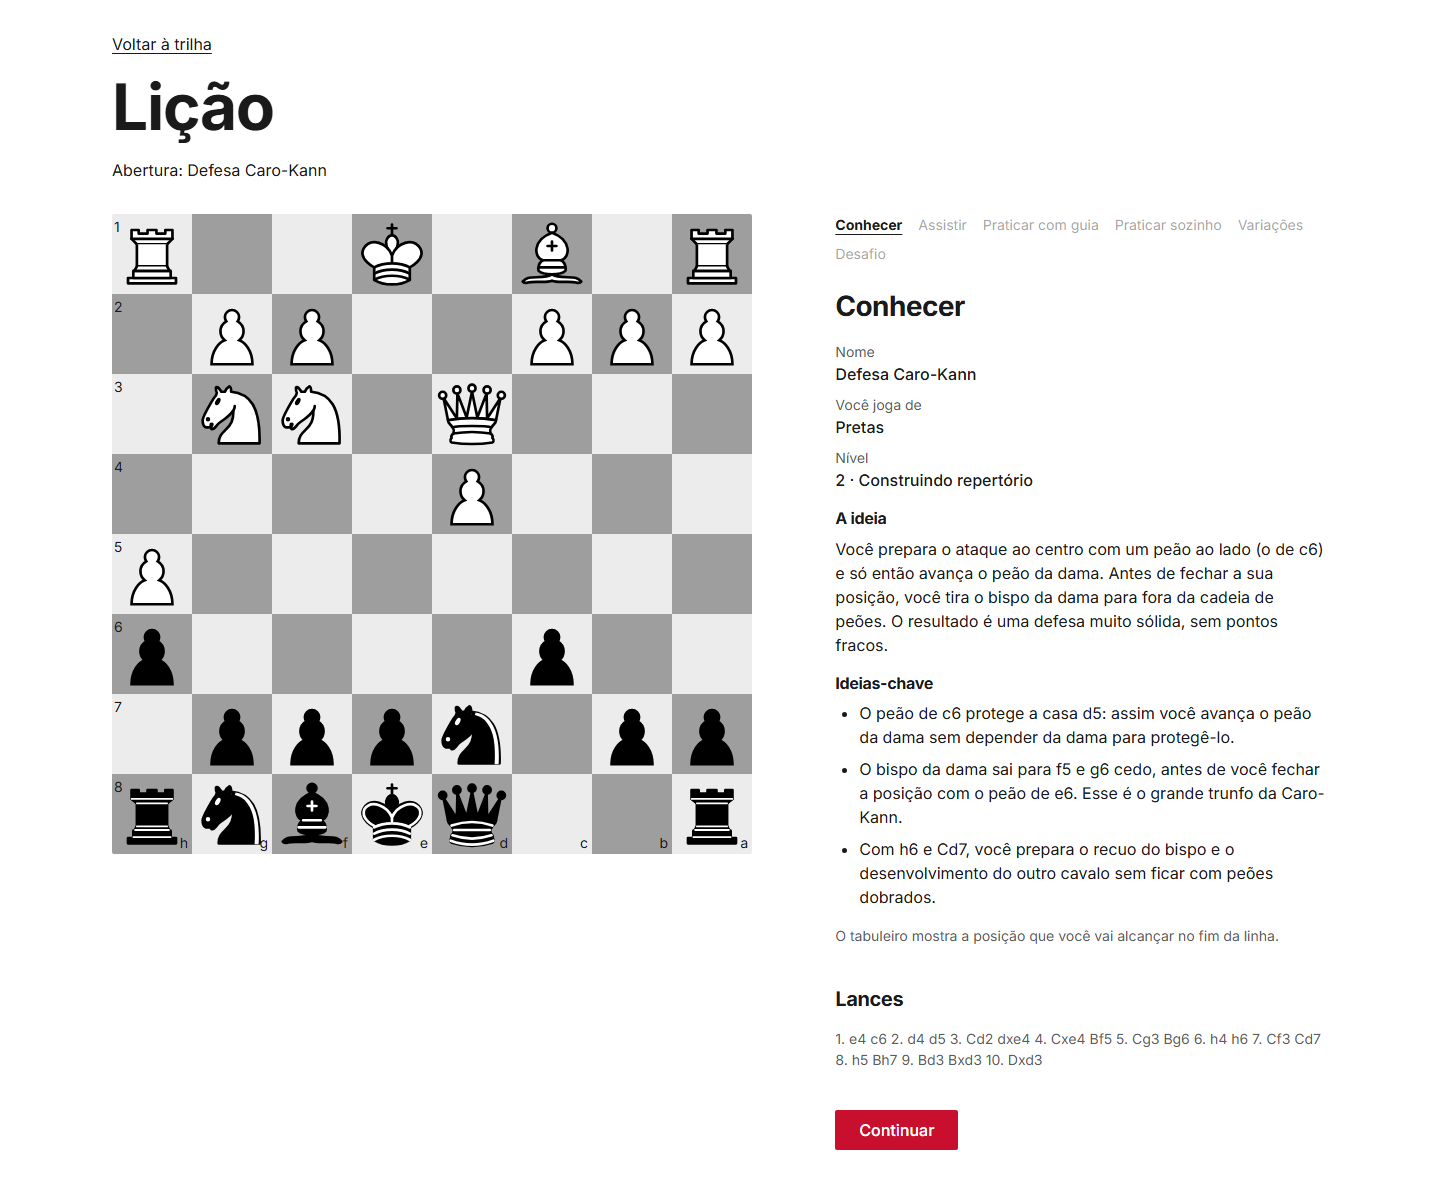 Voltar à trilha
Lição
Abertura: Defesa Caro-Kann
1
2
3
4
5
6
7
8
h g f e d c b a
Conhecer Assistir Praticar com guia Praticar sozinho Variações
Desafio
Conhecer
Nome
Defesa Caro-Kann
Você joga de
Pretas
Nível
2 · Construindo repertório
A ideia
Você prepara o ataque ao centro com um peão ao lado (o de c6)
e só então avança o peão da dama. Antes de fechar a sua
posição, você tira o bispo da dama para fora da cadeia de
peões. O resultado é uma defesa muito sólida, sem pontos
fracos.
Ideias-chave
• O peão de c6 protege a casa d5: assim você avança o peão
da dama sem depender da dama para protegê-lo.
• O bispo da dama sai para f5 e g6 cedo, antes de você fechar
a posição com o peão de e6. Esse é o grande trunfo da Caro-
Kann.
• Com h6 e Cd7, você prepara o recuo do bispo e o
desenvolvimento do outro cavalo sem ficar com peões
dobrados.
O tabuleiro mostra a posição que você vai alcançar no fim da linha.
Lances
1. e4 c6 2. d4 d5 3. Cd2 dxe4 4. Cxe4 Bf5 5. Cg3 Bg6 6. h4 h6 7. Cf3 Cd7
8. h5 Bh7 9. Bd3 Bxd3 10. Dxd3
Continuar